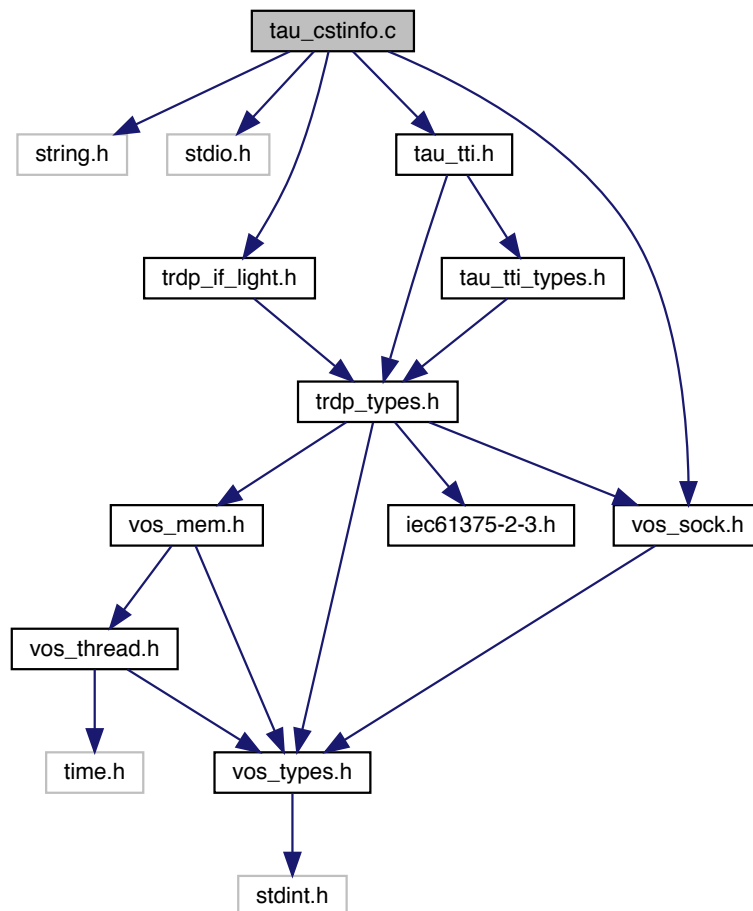 tau_cstinfo.c
string.h
stdio.h
tau_tti.h
trdp_if_light.h
tau_tti_types.h
trdp_types.h
vos_mem.h
iec61375-2-3.h
vos_sock.h
vos_thread.h
time.h
vos_types.h
stdint.h